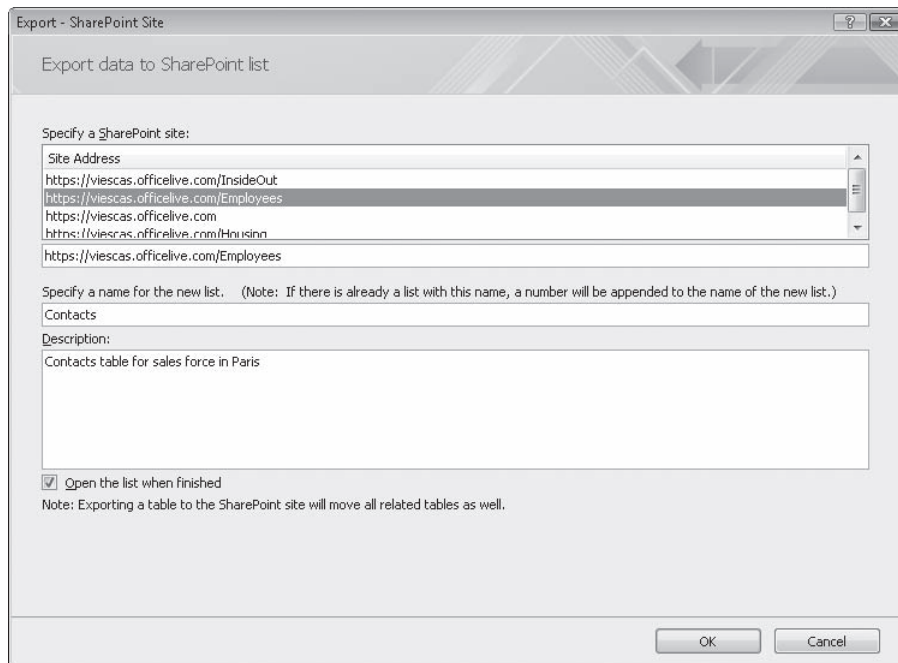 Export - SharePoint Site
Export data to SharePoint list
Specify a SharePoint site:
Site Address
https://viescas.officelive.com/InsideOut
https://viescas.officelive.com/Employees
https://viescas.officelive.com
https://viescas.officelive.com/Housing
https://viescas.officelive.com/Employees
Specify a name for the new list. (Note: If there is already a list with this name, a number will be appended to the name of the new list.)
Contacts
Description:
Contacts table for sales force in Paris
Open the list when finished
Note: Exporting a table to the SharePoint site will move all related tables as well.
OK Cancel